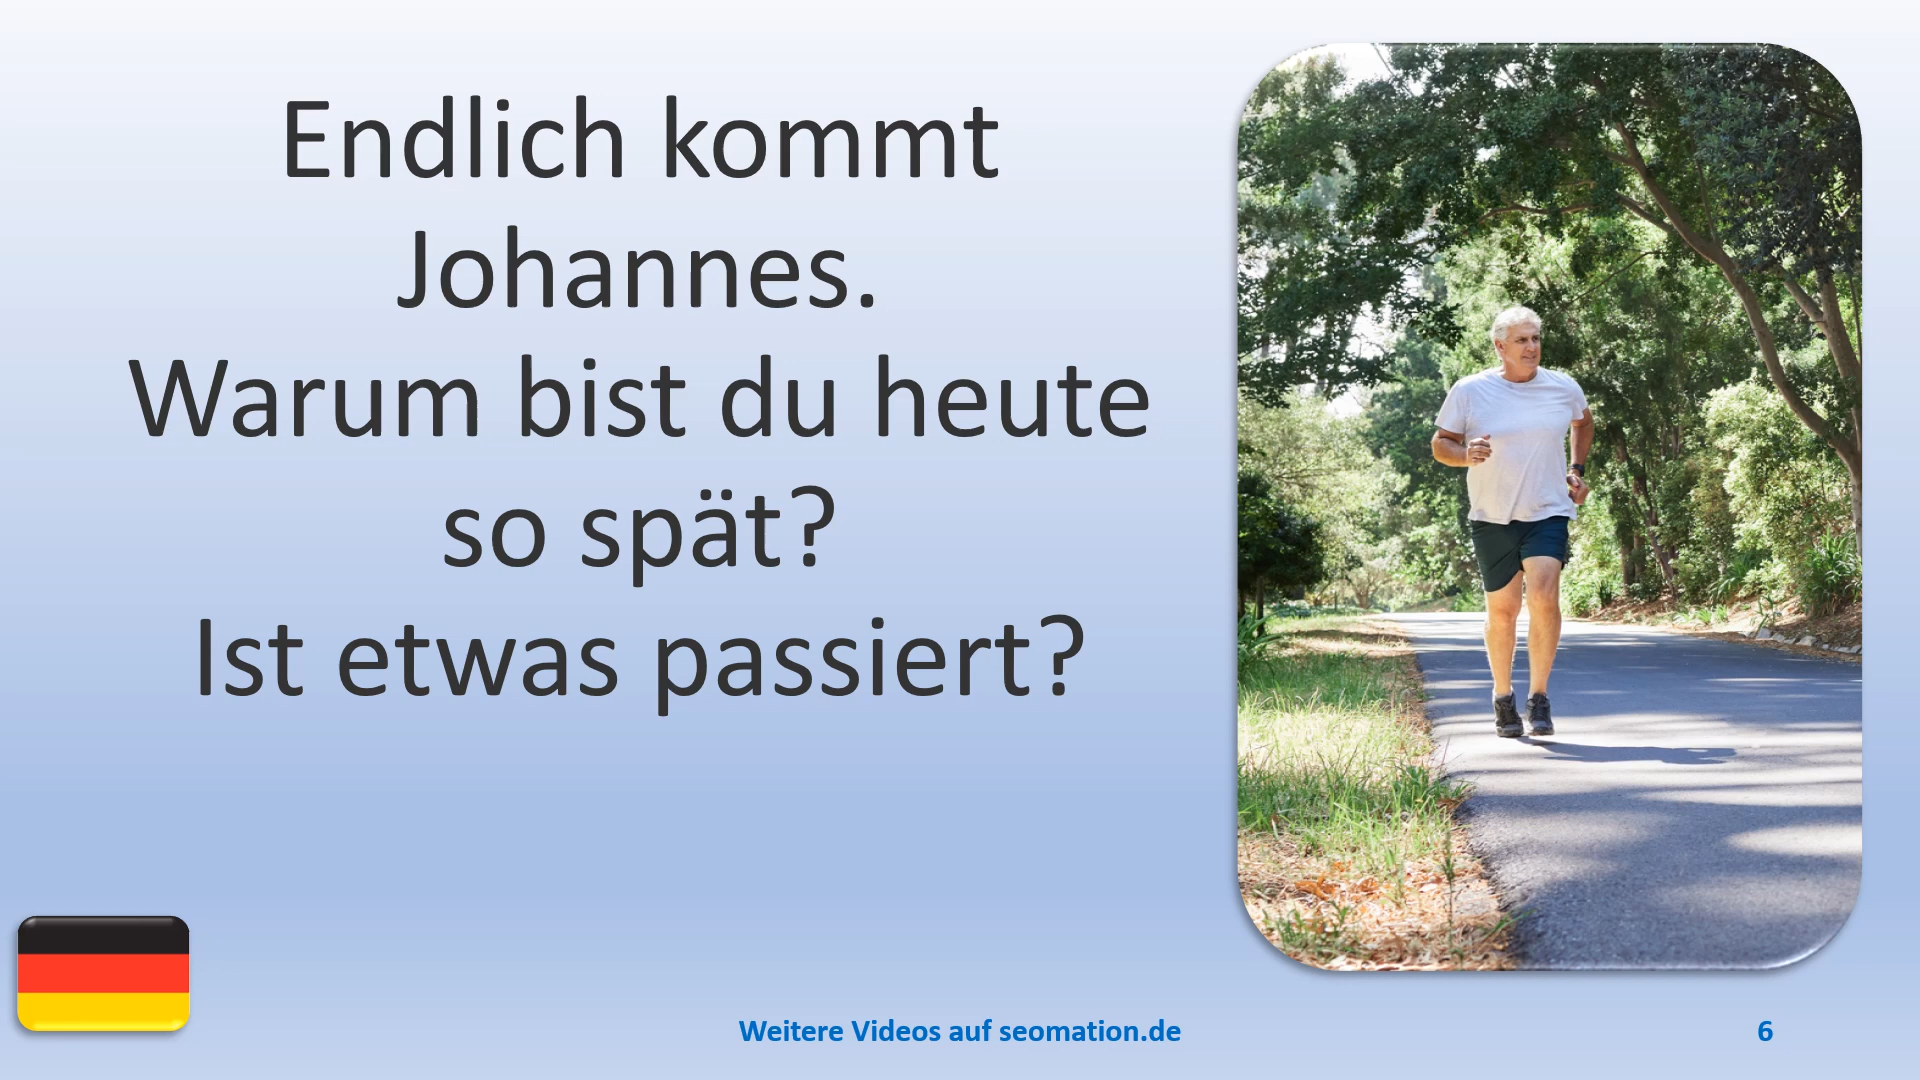 Endlich kommt
Johannes.
Warum bist du heute
so spät?
Ist etwas passiert?
Weitere Videos auf seomation.de
6